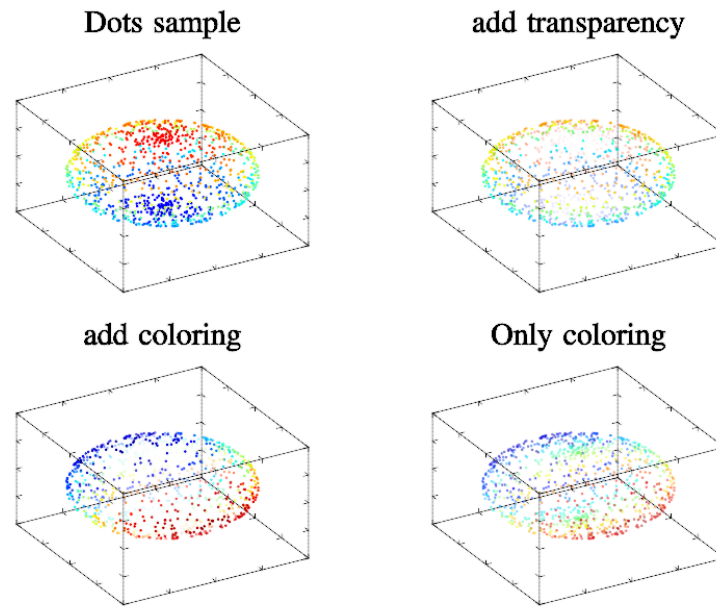 Dots sample
add transparency
add coloring
Only coloring